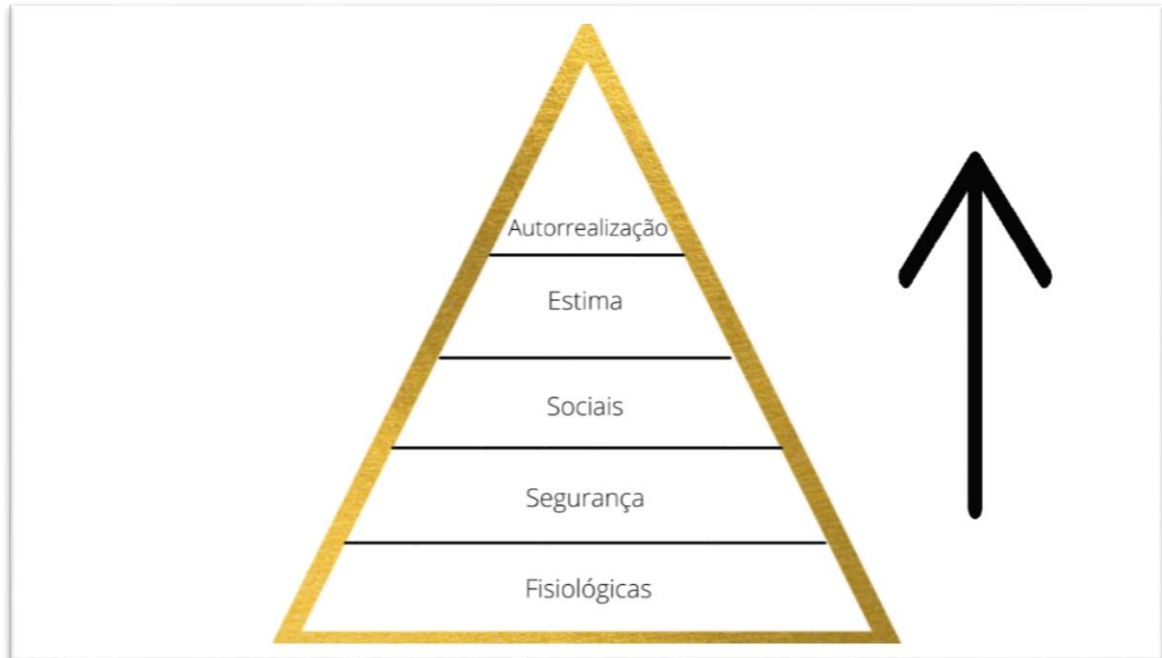 Autorrealização
Estima
Sociais
Segurança
Fisiológicas